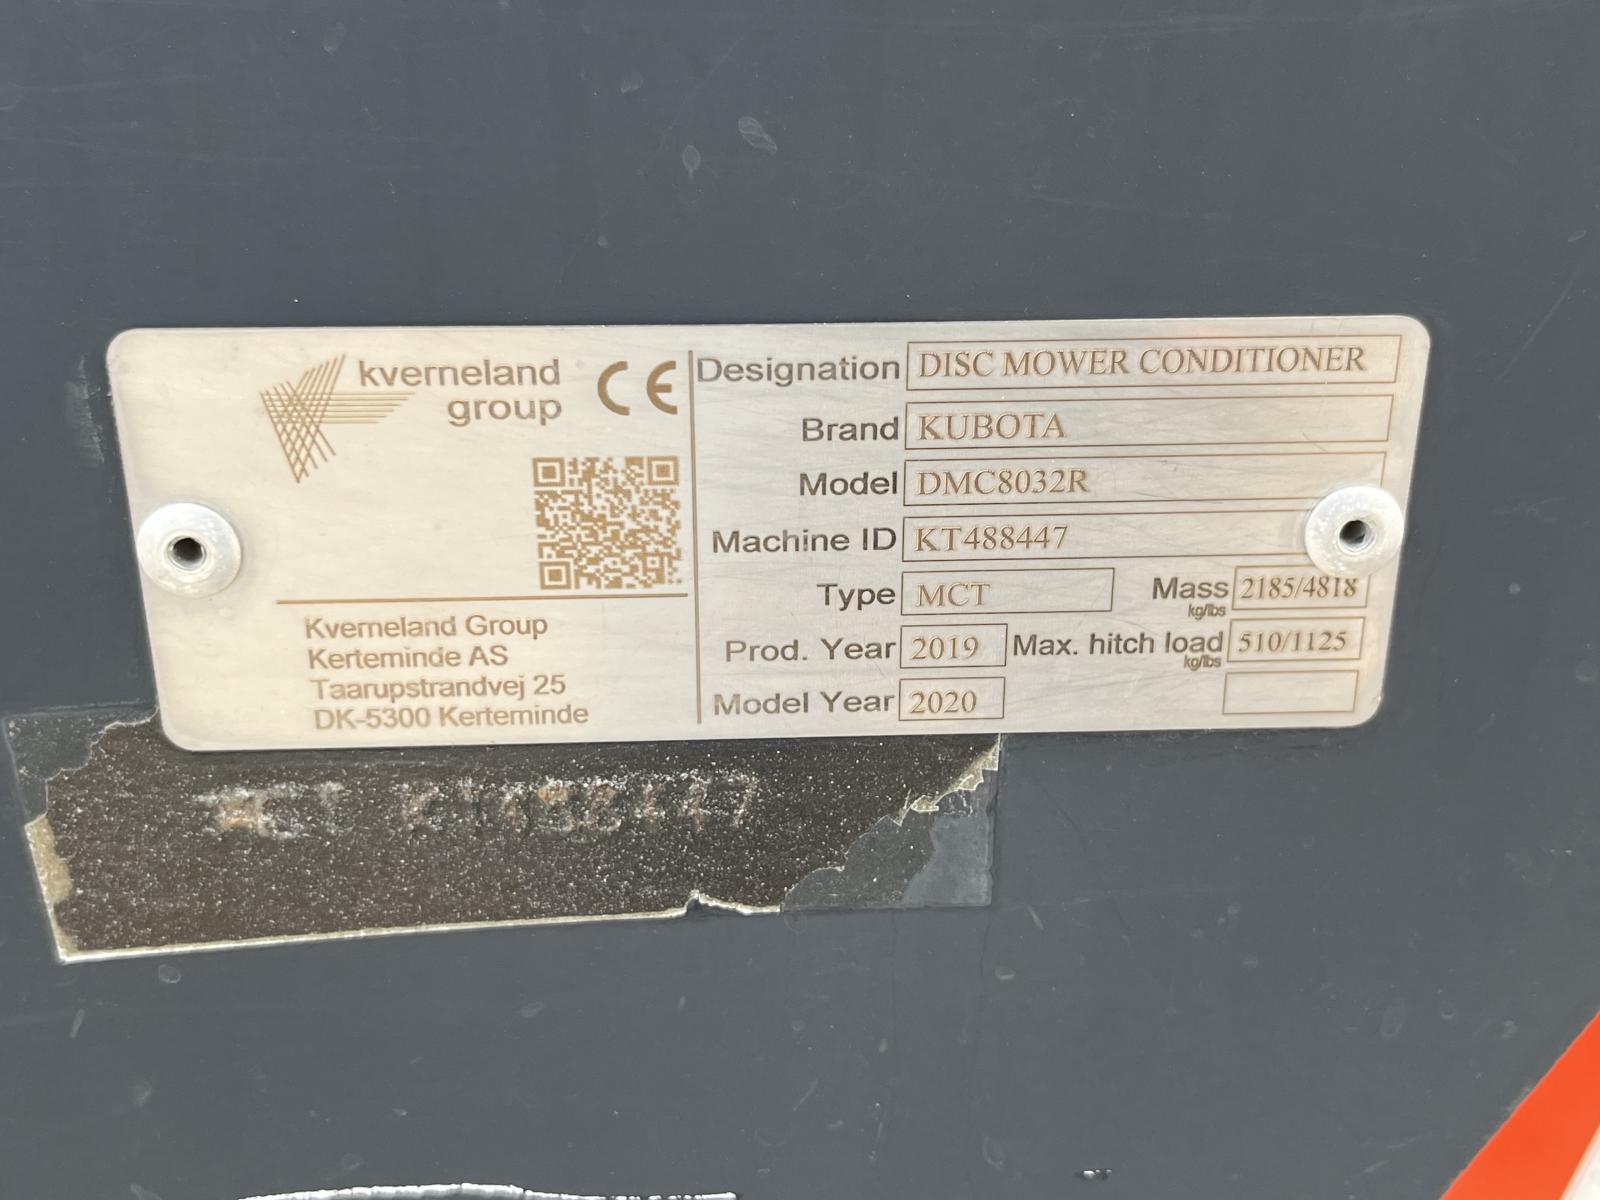 kverneland
group
CE
Kverneland Group
Kerteminde AS
Taarupstrandvej 25
DK-5300 Kerteminde
Designation DISC MOWER CONDITIONER
Brand KUBOTA
Model DMC8032R
Machine ID KT488447
Type MCT Mass kg/lbs 2185/4818
Prod. Year 2019 Max. hitch load kg/lbs 510/1125
Model Year 2020